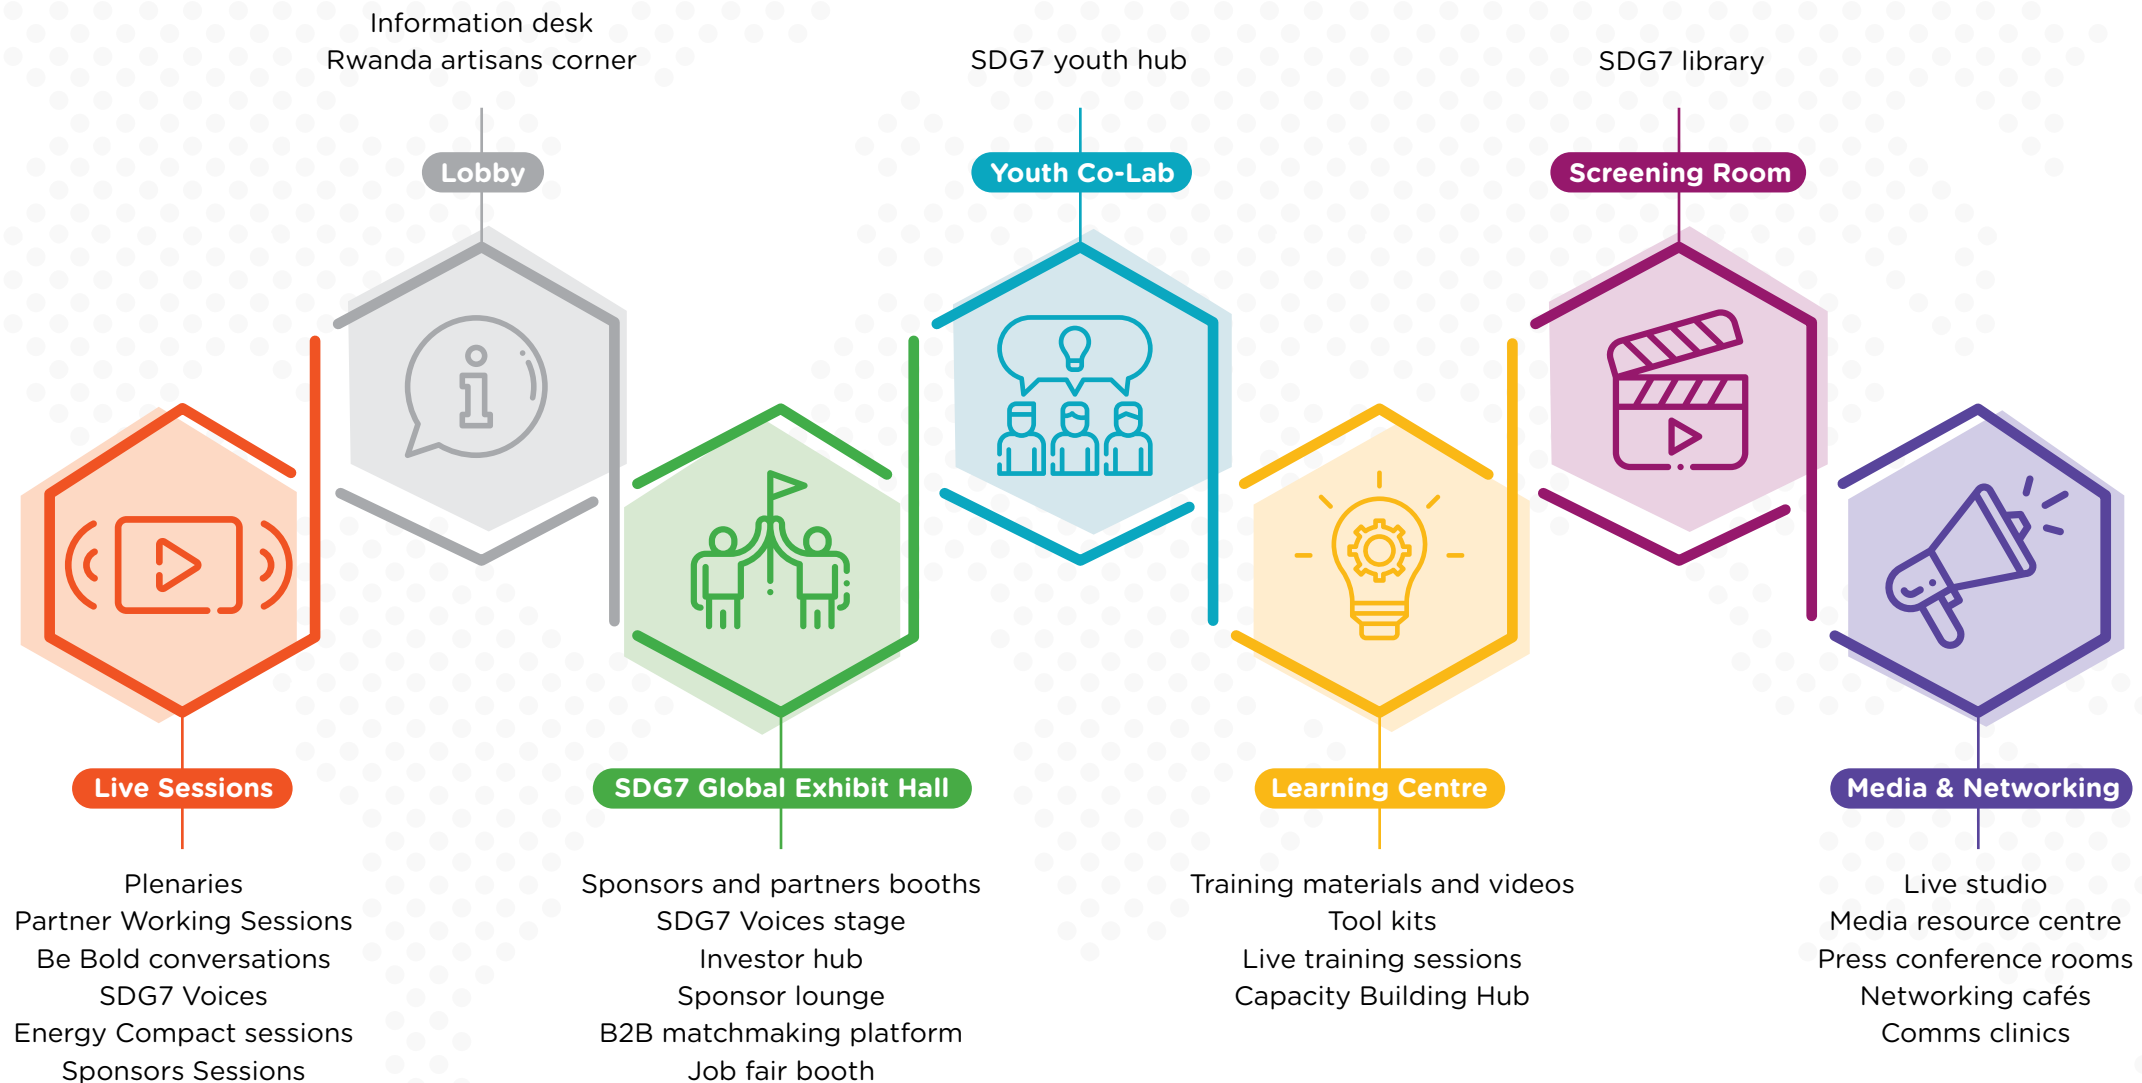 Information desk
Rwanda artisans corner
Lobby
SDG7 youth hub
Youth Co-Lab
SDG7 library
Screening Room
Live Sessions
Plenaries
Partner Working Sessions
Be Bold conversations
SDG7 Voices
Energy Compact sessions
Sponsors Sessions
SDG7 Global Exhibit Hall
Sponsors and partners booths
SDG7 Voices stage
Investor hub
Sponsor lounge
B2B matchmaking platform
Job fair booth
Learning Centre
Training materials and videos
Tool kits
Live training sessions
Capacity Building Hub
Media & Networking
Live studio
Media resource centre
Press conference rooms
Networking cafés
Comms clinics